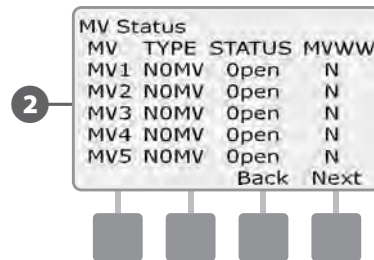 MV Status
MV TYPE STATUS MVWW
MV1 NOMV Open N
MV2 NOMV Open N
MV3 NOMV Open N
MV4 NOMV Open N
MV5 NOMV Open N
Back Next
2